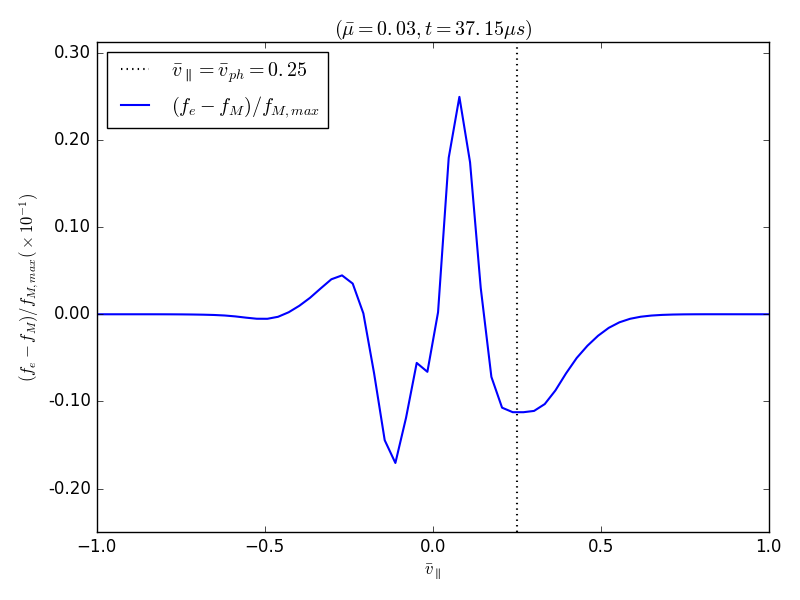 (μ̄ = 0.03, t = 37.15μs)
0.30
v̄∥ = v̄ph = 0.25
(fe − fM)/fM,max
0.20
0.10
0.00
-0.10
-0.20
(fe − fM)/fM,max(×10⁻¹)
−1.0 −0.5 0.0 0.5 1.0
v̄∥